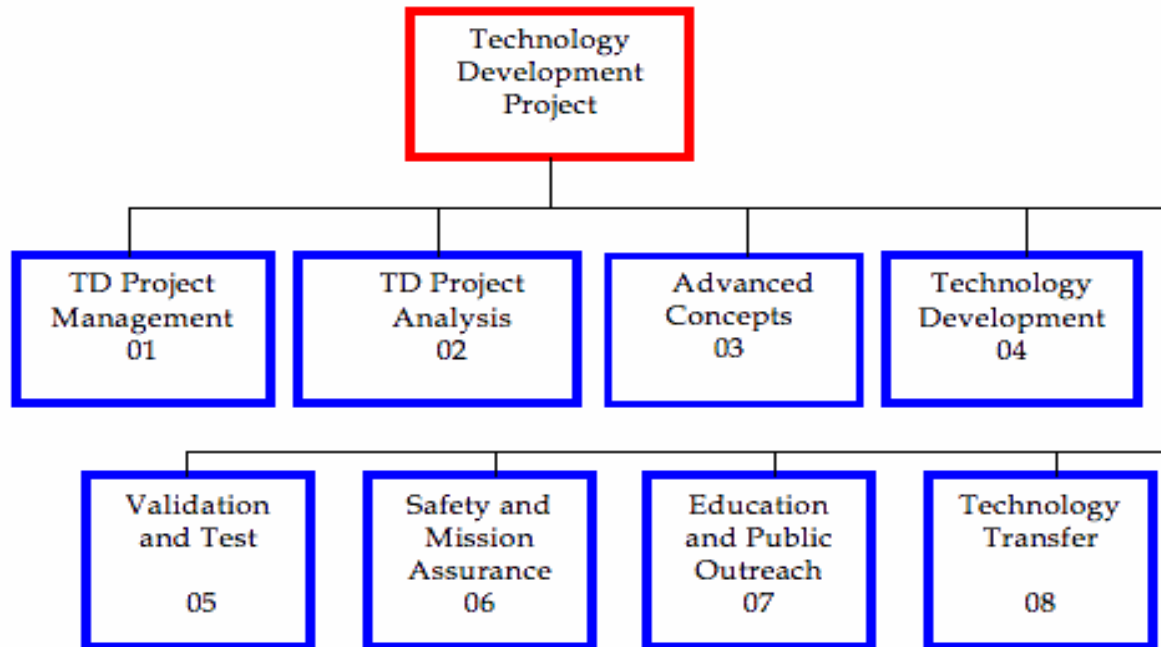 Technology
Development
Project
TD Project
Management
01
TD Project
Analysis
02
Advanced
Concepts
03
Technology
Development
04
Validation
and Test
05
Safety and
Mission
Assurance
06
Education
and Public
Outreach
07
Technology
Transfer
08